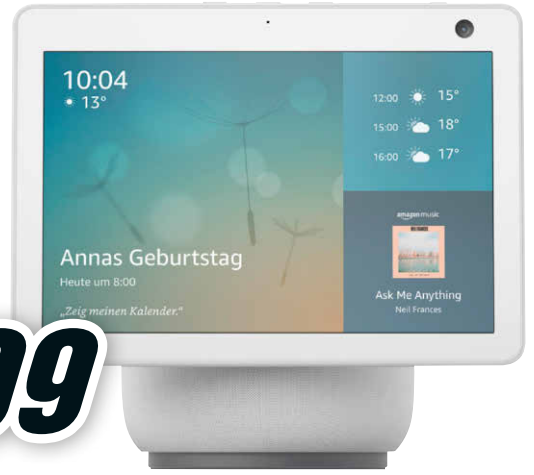 10:04
13°
12:00 15°
15:00 18°
16:00 17°
amazon music
Annas Geburtstag
Heute um 8:00
„Zeig meinen Kalender.“
Ask Me Anything
Neil Frances
99